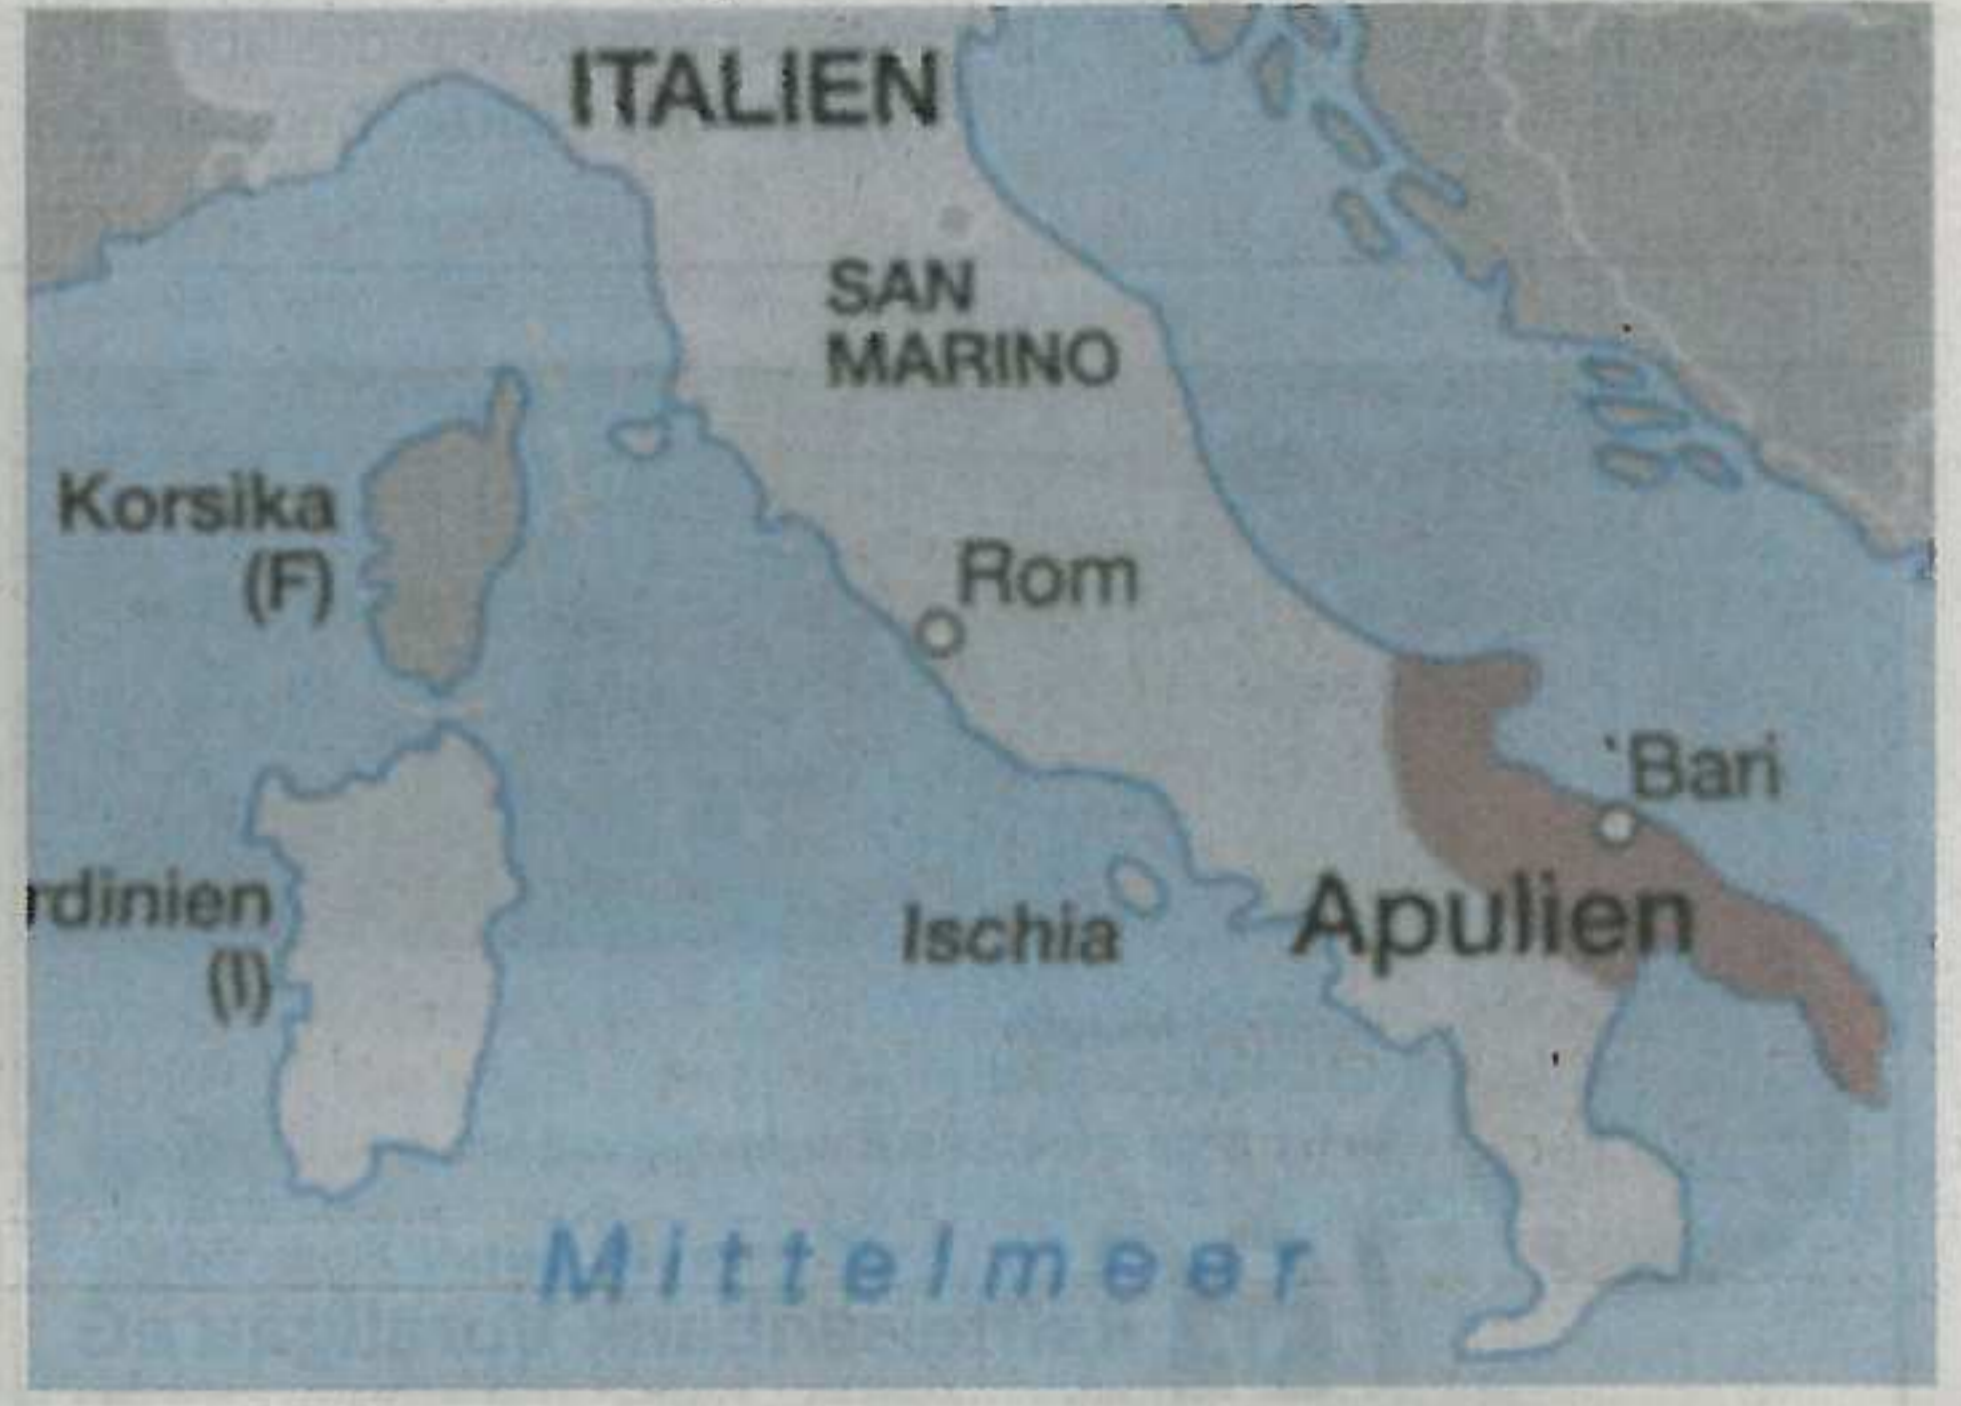 ITALIEN
SAN
MARINO
Korsika
(F)
Rom
Bari
rdinien
(I)
Ischia
Apulien
Mittelmeer